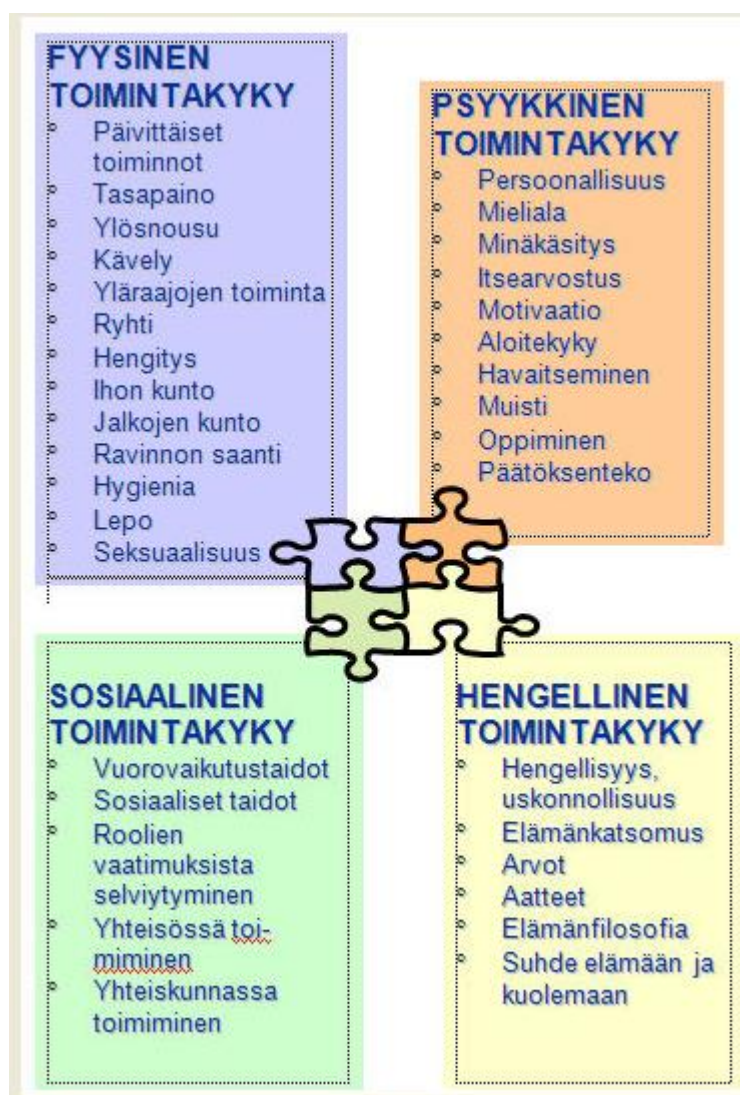 FYYSINEN
TOIMINTAKYKY
Päivittäiset
toiminnot
Tasapaino
Ylösnousu
Kävely
Yläraajojen toiminta
Ryhti
Hengitys
Ihon kunto
Jalkojen kunto
Ravinnon saanti
Hygienia
Lepo
Seksuaalisuus
PSYYKKINEN
TOIMINTAKYKY
Persoonallisuus
Mieliala
Minäkäsitys
Itsearvostus
Motivaatio
Aloitekyky
Havaitseminen
Muisti
Oppiminen
Päätöksenteko
SOSIAALINEN
TOIMINTAKYKY
Vuorovaikutustaidot
Sosiaaliset taidot
Roolien
vaatimuksista
selviytyminen
Yhteisössä toi-
miminen
Yhteiskunnassa
toimiminen
HENGELLINEN
TOIMINTAKYKY
Hengellisyys,
uskonnollisuus
Elämänkatsomus
Arvot
Aatteet
Elämänfilosofia
Suhde elämään ja
kuolemaan